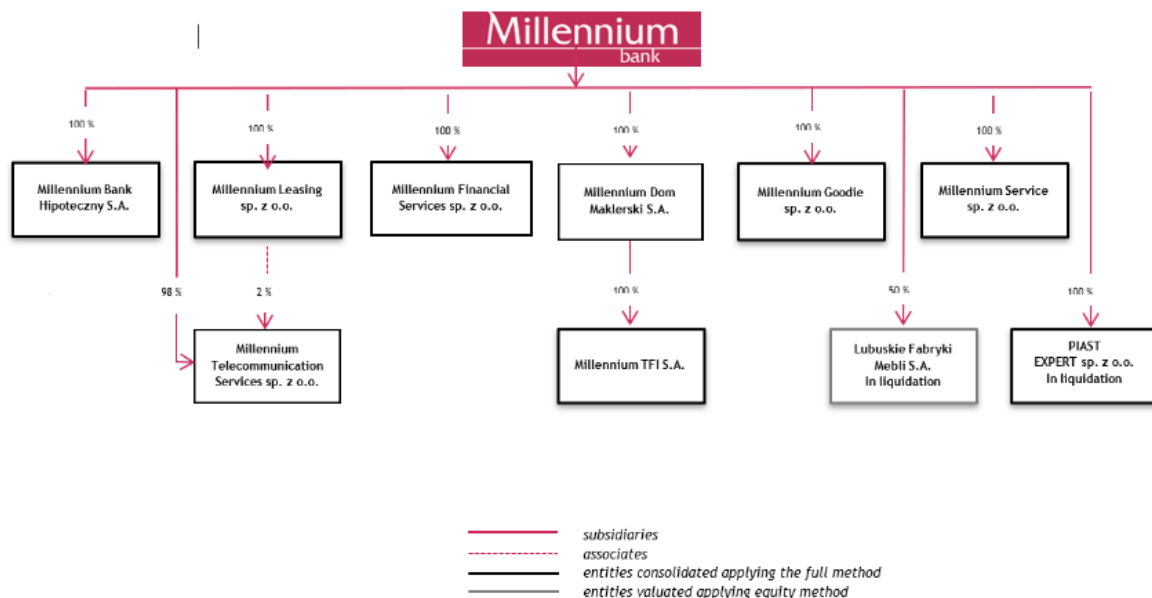 Millennium
bank
100 %
100 %
100 %
100 %
100 %
100 %
Millennium Bank
Hipoteczny S.A.
Millennium Leasing
sp. z o.o.
Millennium Financial
Services sp. z o.o.
Millennium Dom
Maklerski S.A.
Millennium Goodie
sp. z o.o.
Millennium Service
sp. z o.o.
98 %
2 %
100 %
50 %
100 %
Millennium
Telecommunication
Services sp. z o.o.
Millennium TFI S.A.
Lubuskie Fabryki
Mebli S.A.
In liquidation
PIAST
EXPERT sp. z o.o.
In liquidation
subsidiaries
associates
entities consolidated applying the full method
entities valuated applying equity method